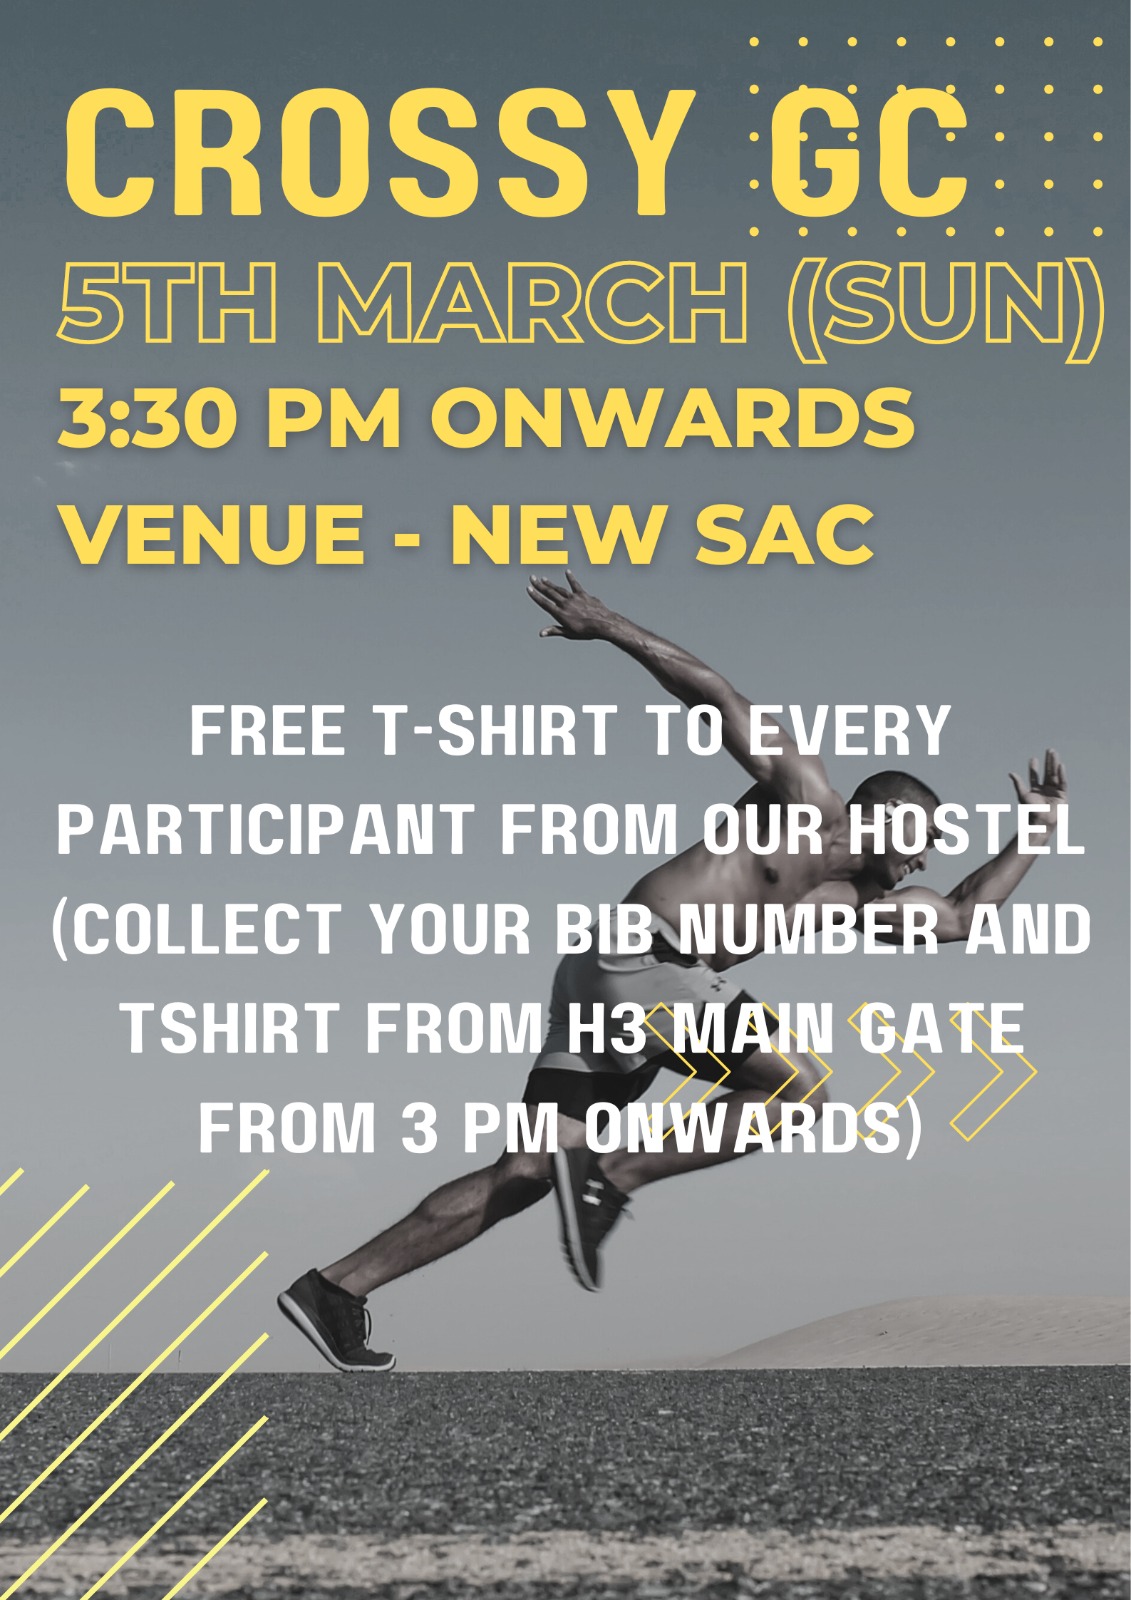 CROSSY GC
5TH MARCH (SUN)
3:30 PM ONWARDS
VENUE - NEW SAC
FREE T-SHIRT TO EVERY
PARTICIPANT FROM OUR HOSTEL
(COLLECT YOUR BIB NUMBER AND
TSHIRT FROM H3 MAIN GATE
FROM 3 PM ONWARDS)